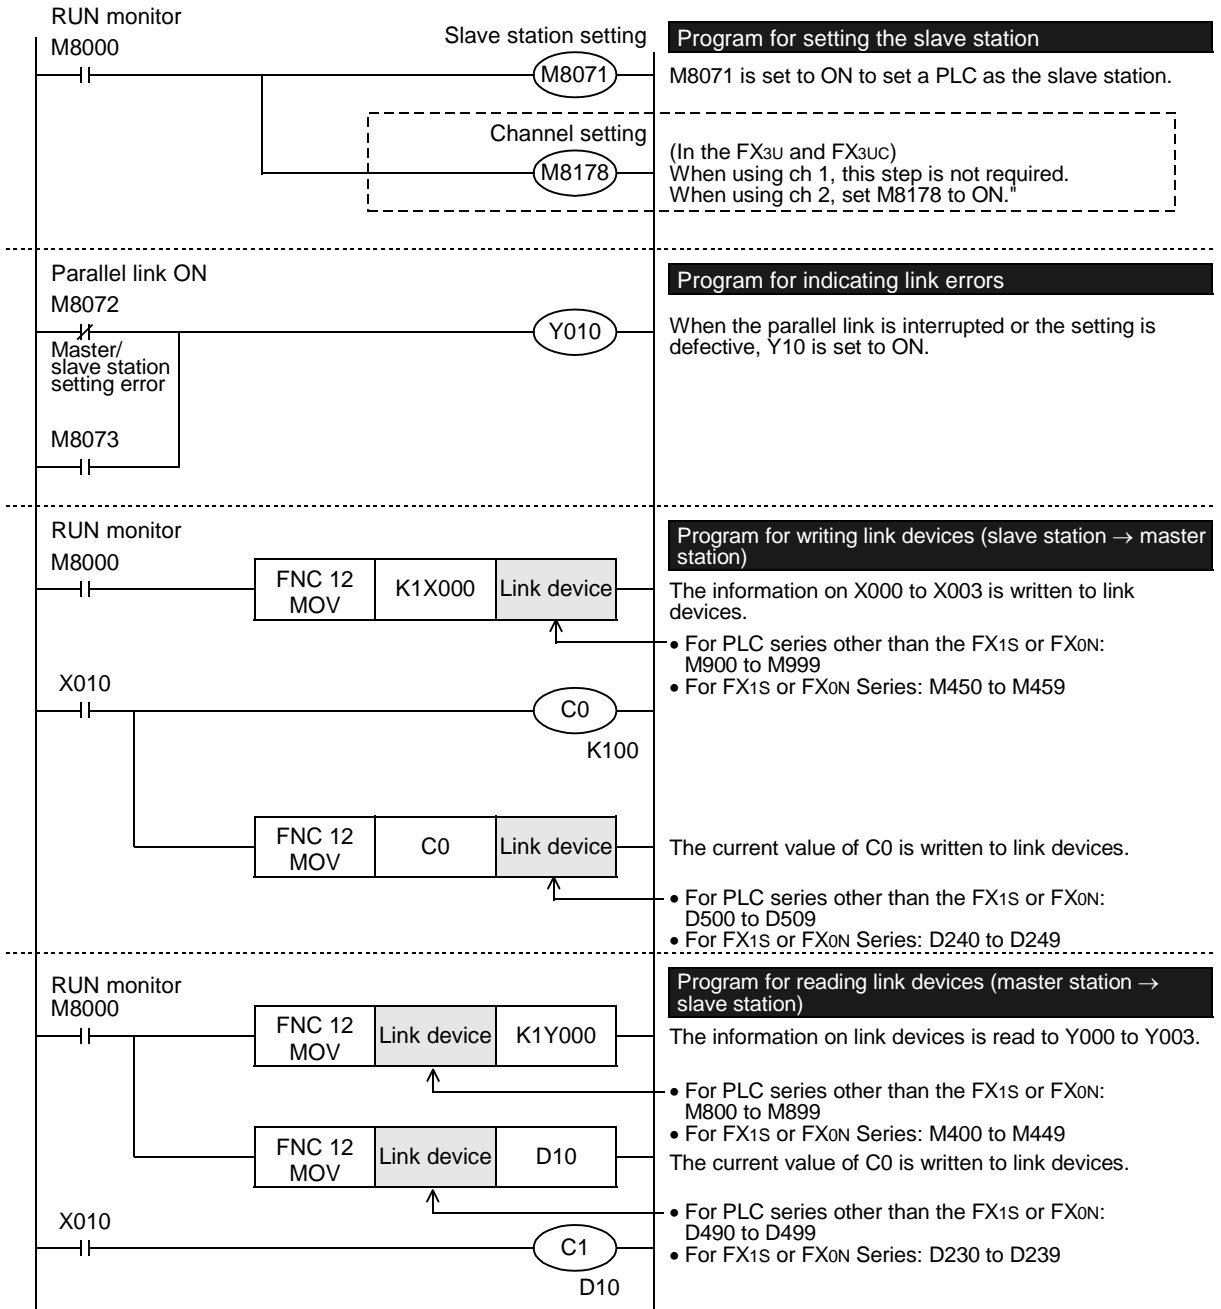 RUN monitor
M8000
Slave station setting
M8071
Program for setting the slave station
M8071 is set to ON to set a PLC as the slave station.
Channel setting
M8178
(In the FX3U and FX3UC)
When using ch 1, this step is not required.
When using ch 2, set M8178 to ON."
Parallel link ON
M8072
Master/
slave station
setting error
M8073
Y010
Program for indicating link errors
When the parallel link is interrupted or the setting is
defective, Y10 is set to ON.
RUN monitor
M8000
FNC 12
MOV
K1X000
Link device
Program for writing link devices (slave station → master
station)
The information on X000 to X003 is written to link
devices.
• For PLC series other than the FX1S or FX0N:
M900 to M999
• For FX1S or FX0N Series: M450 to M459
X010
C0
K100
FNC 12
MOV
C0
Link device
The current value of C0 is written to link devices.
• For PLC series other than the FX1S or FX0N:
D500 to D509
• For FX1S or FX0N Series: D240 to D249
RUN monitor
M8000
FNC 12
MOV
Link device
K1Y000
Program for reading link devices (master station →
slave station)
The information on link devices is read to Y000 to Y003.
• For PLC series other than the FX1S or FX0N:
M800 to M899
• For FX1S or FX0N Series: M400 to M449
FNC 12
MOV
Link device
D10
The current value of C0 is written to link devices.
• For PLC series other than the FX1S or FX0N:
D490 to D499
• For FX1S or FX0N Series: D230 to D239
X010
C1
D10